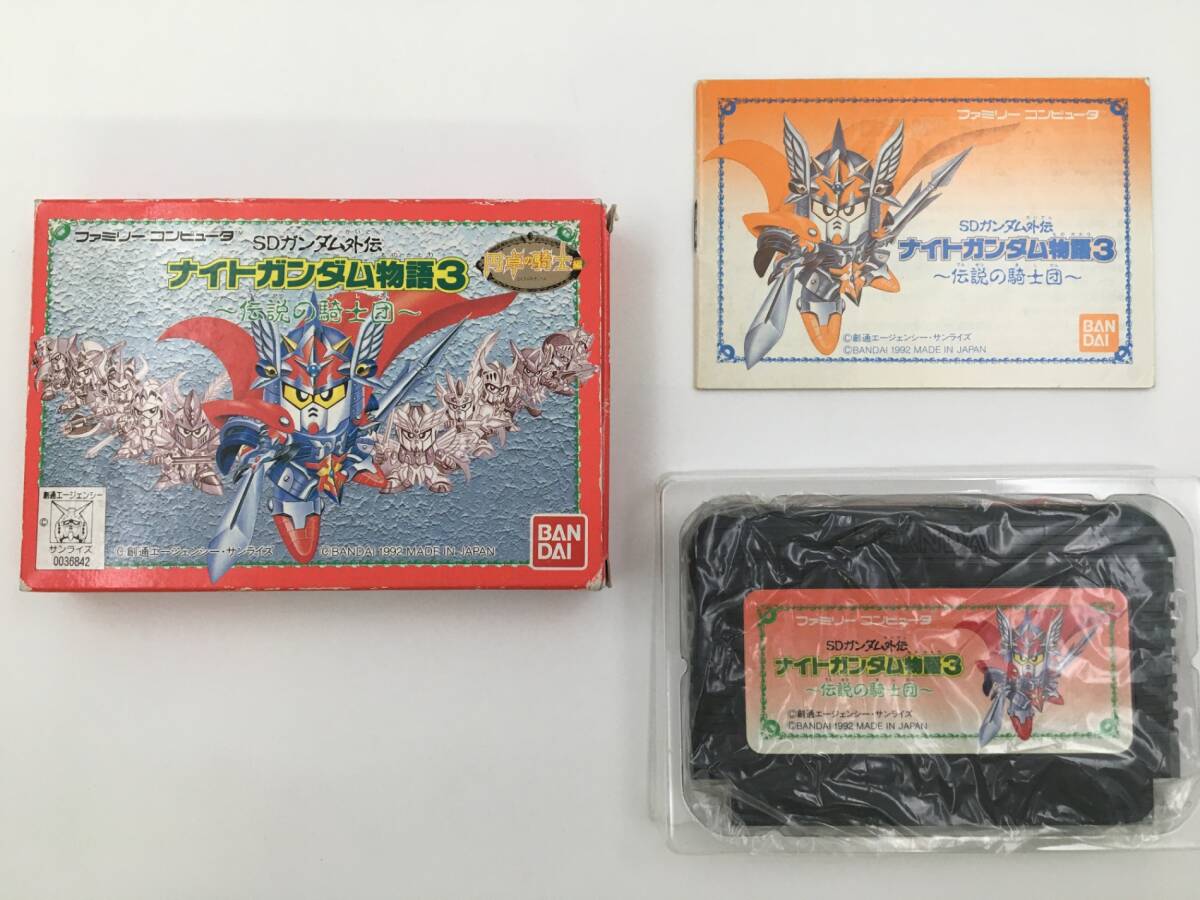 ファミリー コンピュータ™
SDガンダム外伝
ナイトガンダム物語3
～伝説の騎士団～
円卓の騎士編
創通エージェンシー
©
サンライズ
0036842
©創通エージェンシー・サンライズ
©BANDAI 1992 MADE IN JAPAN
BAN
DAI
ファミリー コンピュータ
SDガンダム外伝
ナイトガンダム物語3
～伝説の騎士団～
©創通エージェンシー・サンライズ
©BANDAI 1992 MADE IN JAPAN
BAN
DAI
ファミリー コンピュータ
SDガンダム外伝
ナイトガンダム物語3
～伝説の騎士団～
©創通エージェンシー・サンライズ
©BANDAI 1992 MADE IN JAPAN